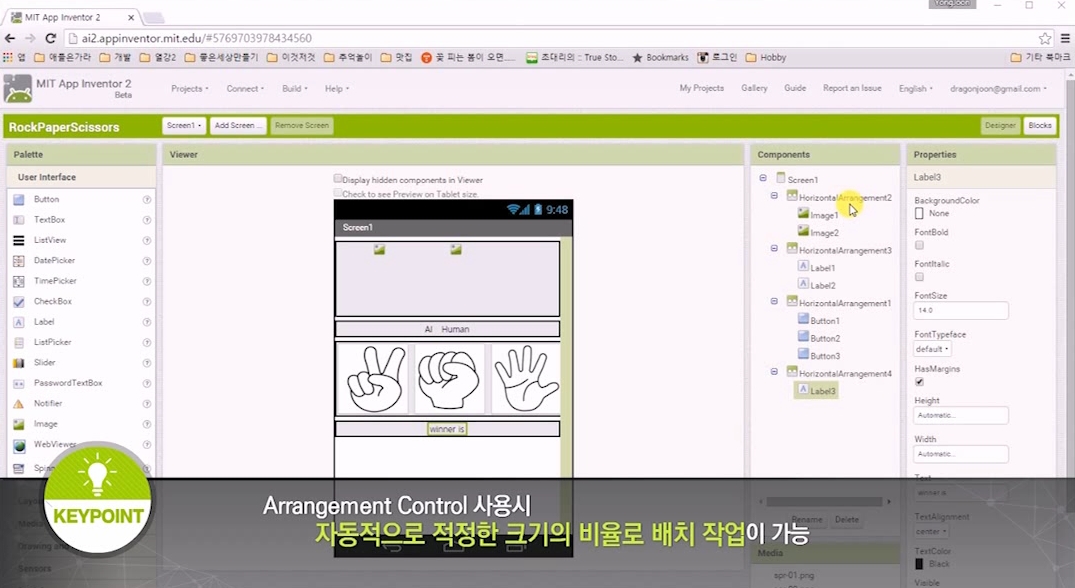 YongJoon
MIT App Inventor 2
ai2.appinventor.mit.edu/#5769703978434560
앱 애플은가라 개발 열강2 좋은세상만들기 이것저것 추억놀이 맛집 꽃 피는 봄이 오면.... 초대리의 :: True Sto... Bookmarks 로그인 Hobby 기타 북마크
MIT App Inventor 2
Beta
Projects Connect Build Help My Projects Gallery Guide Report an Issue English dragonjoon@gmail.com
RockPaperScissors Screen1 Add Screen ... Remove Screen Designer Blocks
Palette Viewer Components Properties
User Interface
Button
TextBox
ListView
DatePicker
TimePicker
CheckBox
Label
ListPicker
Slider
PasswordTextBox
Notifier
Image
WebViewer
Spinn
Layou
Media
Drawing and
Sensors
Display hidden components in Viewer
Check to see Preview on Tablet size.
9:48
Screen1
AI Human
winner is
Screen1
HorizontalArrangement2
Image1
Image2
HorizontalArrangement3
Label1
Label2
HorizontalArrangement1
Button1
Button2
Button3
HorizontalArrangement4
Label3
Rename Delete
Media
spr-01.png
Label3
BackgroundColor
None
FontBold
FontItalic
FontSize
14.0
FontTypeface
default
HasMargins
Height
Automatic...
Width
Automatic...
Text
winner is
TextAlignment
center
TextColor
Black
Visible
KEYPOINT
Arrangement Control 사용시
자동적으로 적정한 크기의 비율로 배치 작업이 가능